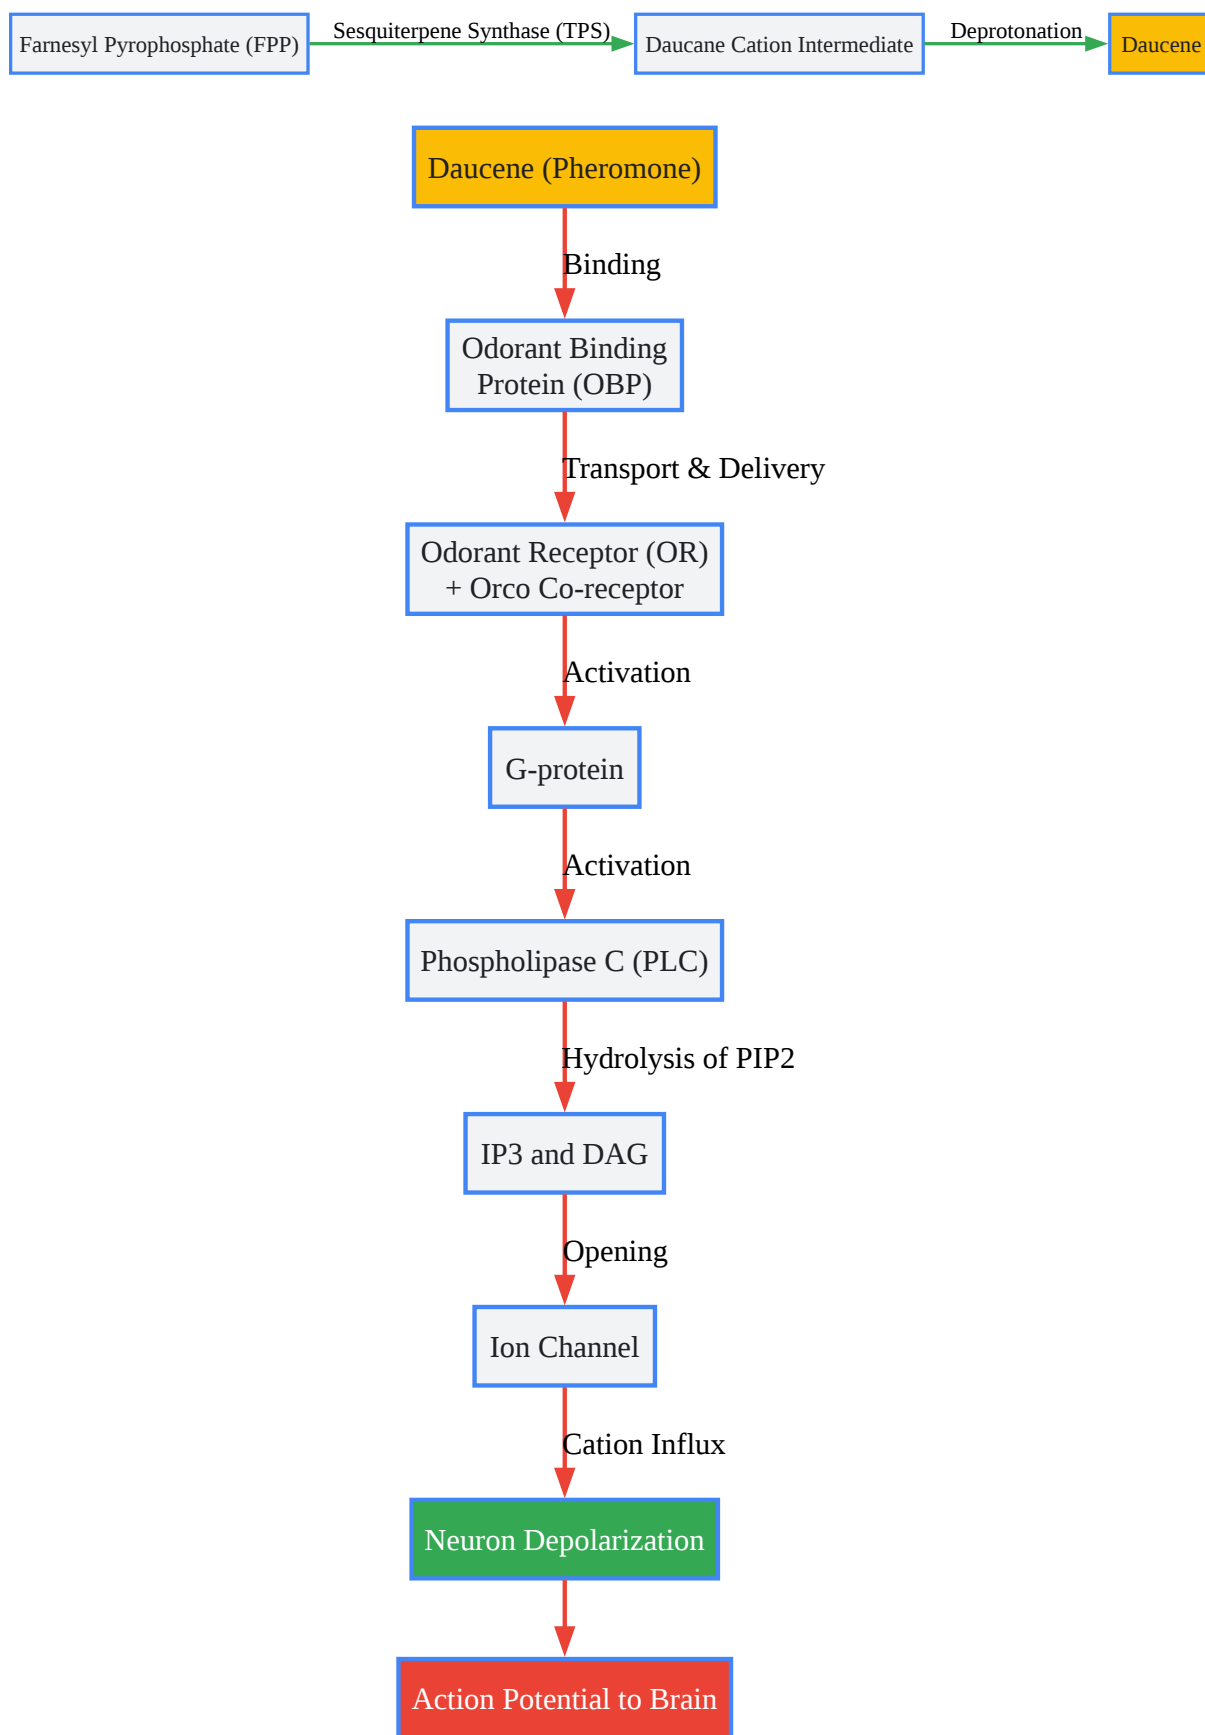 Farnesyl Pyrophosphate (FPP)
Sesquiterpene Synthase (TPS)
Daucane Cation Intermediate
Deprotonation
Daucene
Daucene (Pheromone)
Binding
Odorant Binding
Protein (OBP)
Transport & Delivery
Odorant Receptor (OR)
+ Orco Co-receptor
Activation
G-protein
Activation
Phospholipase C (PLC)
Hydrolysis of PIP2
IP3 and DAG
Opening
Ion Channel
Cation Influx
Neuron Depolarization
Action Potential to Brain